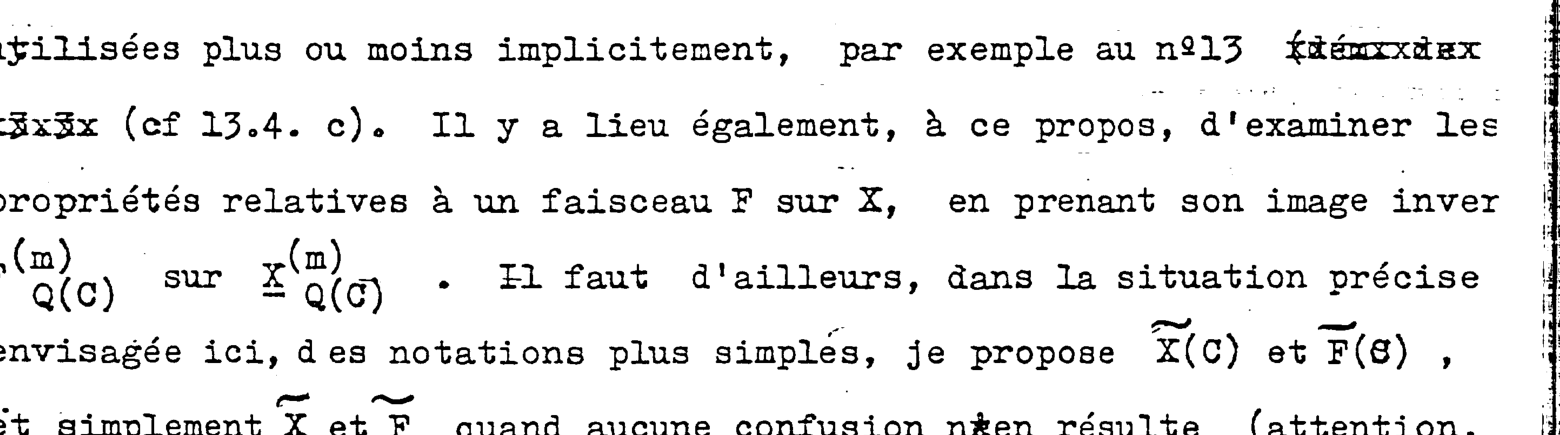 utilisées plus ou moins implicitement, par exemple au nº13
(cf 13.4. c). Il y a lieu également, à ce propos, d'examiner les
propriétés relatives à un faisceau F sur X, en prenant son image inver
(m) Q(C) sur X (m) Q(C) . Il faut d'ailleurs, dans la situation précise
envisagée ici, des notations plus simples, je propose X̃(C) et F̃(C) ,
et simplement X̃ et F̃ quand aucune confusion n'en résulte (attention,